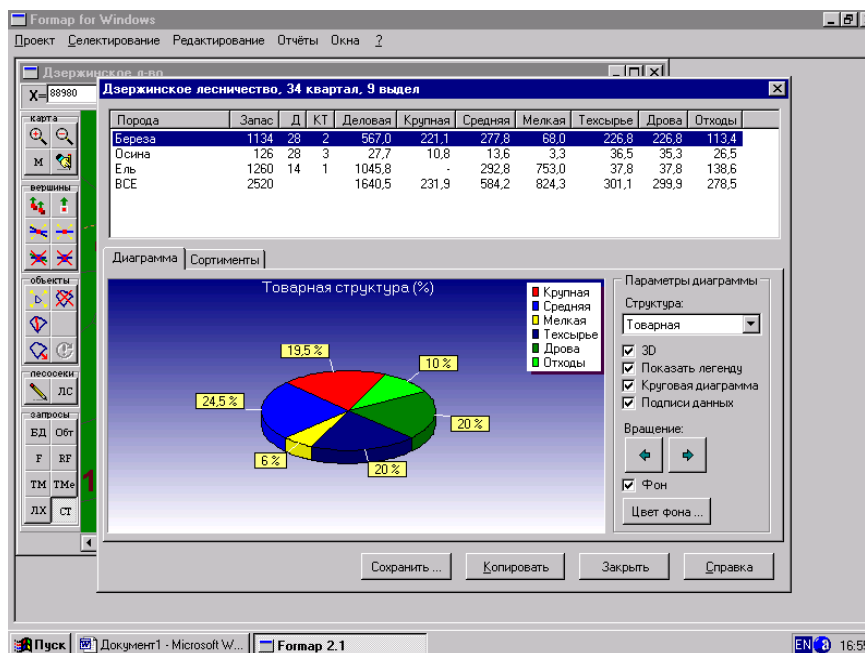 Formap for Windows
Проект Селектирование Редактирование Отчёты Окна ?
Дзержинское л-во
X= 88980
Дзержинское лесничество, 34 квартал, 9 выдел
Порода Запас Д КТ Деловая Крупная Средняя Мелкая Техсырье Дрова Отходы
Береза 1134 28 2 567,0 221,1 277,8 68,0 226,8 226,8 113,4
Осина 126 28 3 27,7 10,8 13,6 3,3 36,5 35,3 26,5
Ель 1260 14 1 1045,8 - 292,8 753,0 37,8 37,8 138,6
ВСЕ 2520 1640,5 231,9 584,2 824,3 301,1 299,9 278,5
карта
М
вершины
объекты
лесосеки
ЛС
запросы
БД Обт
F RF
ТМ ТМе
ЛХ СТ
1
Диаграмма Сортименты
Товарная структура (%)
Крупная
Средняя
Мелкая
Техсырье
Дрова
Отходы
19,5 %
10 %
24,5 %
20 %
6 %
20 %
Параметры диаграммы
Структура:
Товарная
3D
Показать легенду
Круговая диаграмма
Подписи данных
Вращение:
Фон
Цвет фона ...
Сохранить ... Копировать Закрыть Справка
Пуск Документ1 - Microsoft W... Formap 2.1 EN 16:55